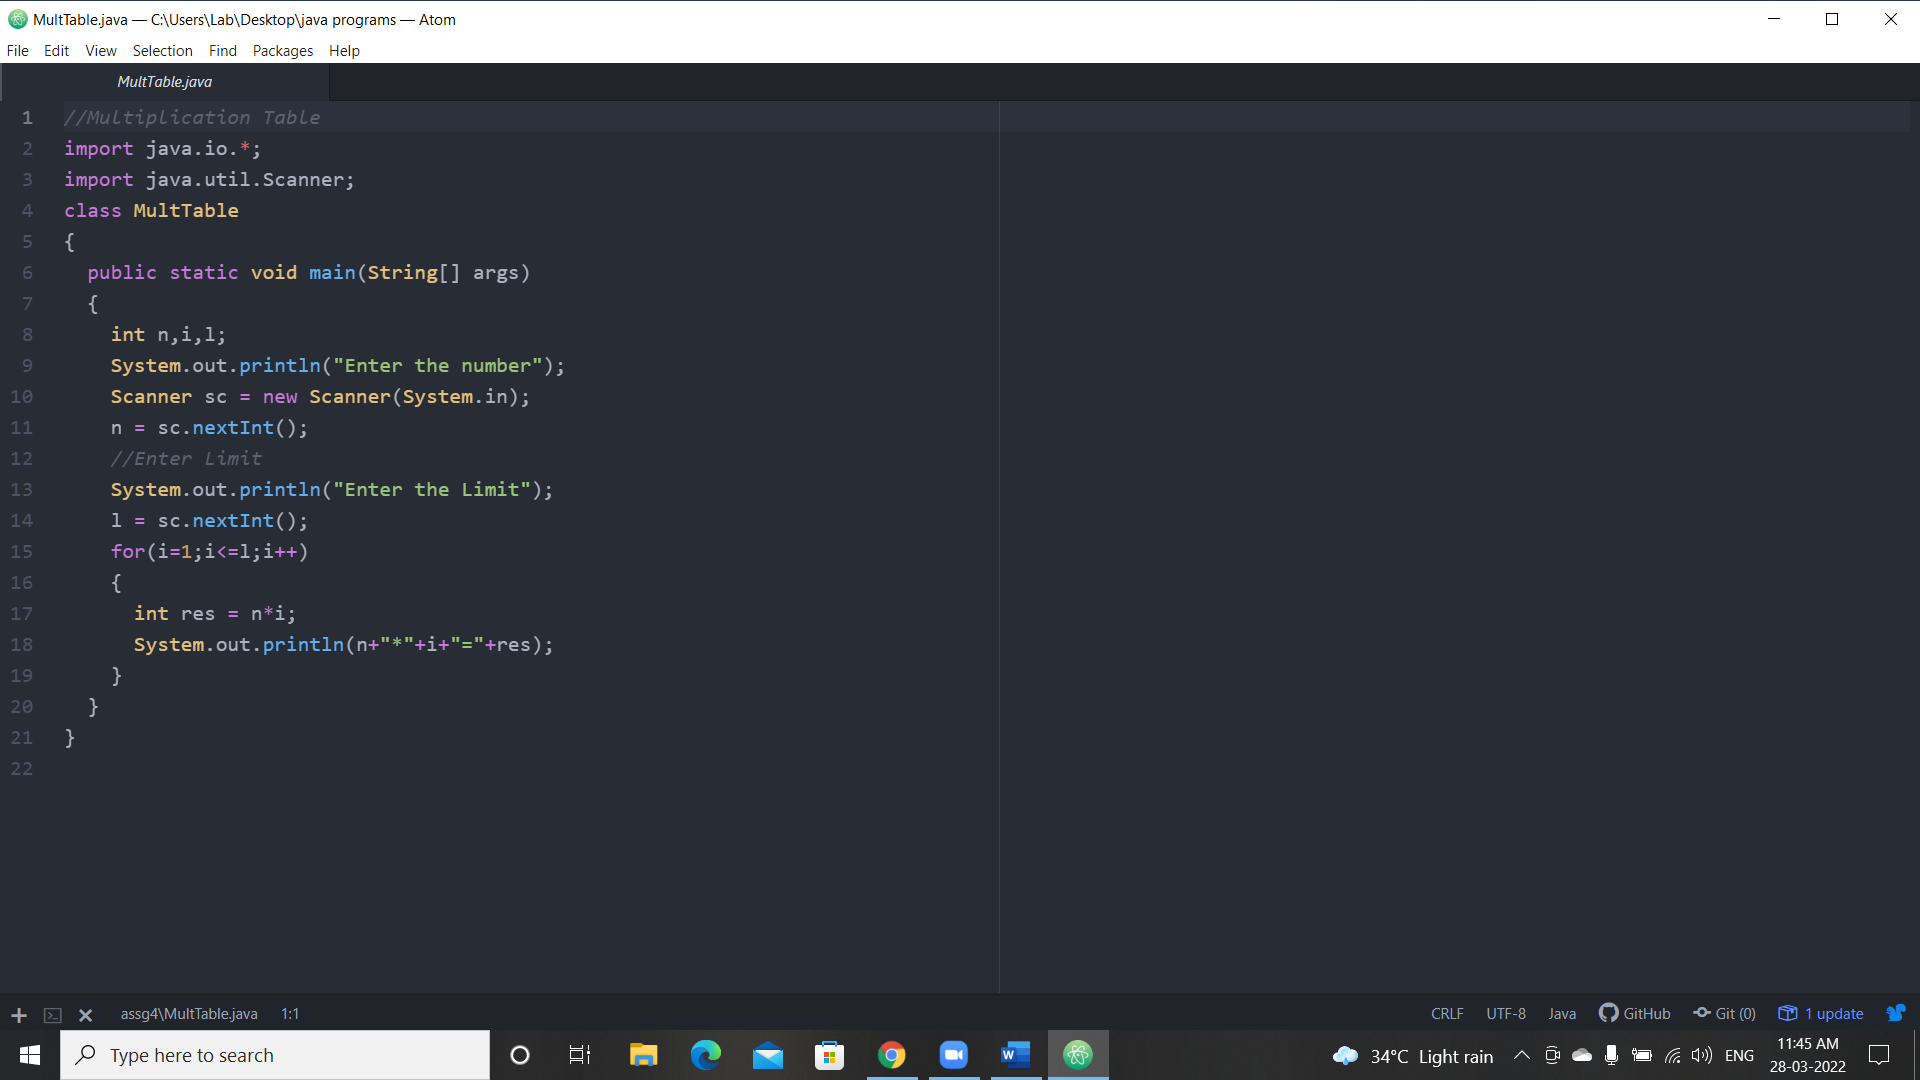 MultTable.java — C:\Users\Lab\Desktop\java programs — Atom
File Edit View Selection Find Packages Help
MultTable.java
1 //Multiplication Table
2 import java.io.*;
3 import java.util.Scanner;
4 class MultTable
5 {
6 public static void main(String[] args)
7 {
8 int n,i,l;
9 System.out.println("Enter the number");
10 Scanner sc = new Scanner(System.in);
11 n = sc.nextInt();
12 //Enter Limit
13 System.out.println("Enter the Limit");
14 l = sc.nextInt();
15 for(i=1;i<=l;i++)
16 {
17 int res = n*i;
18 System.out.println(n+"*"+i+"="+res);
19 }
20 }
21 }
22
assg4\MultTable.java 1:1 CRLF UTF-8 Java GitHub Git (0) 1 update
Type here to search 34°C Light rain ENG 11:45 AM
28-03-2022